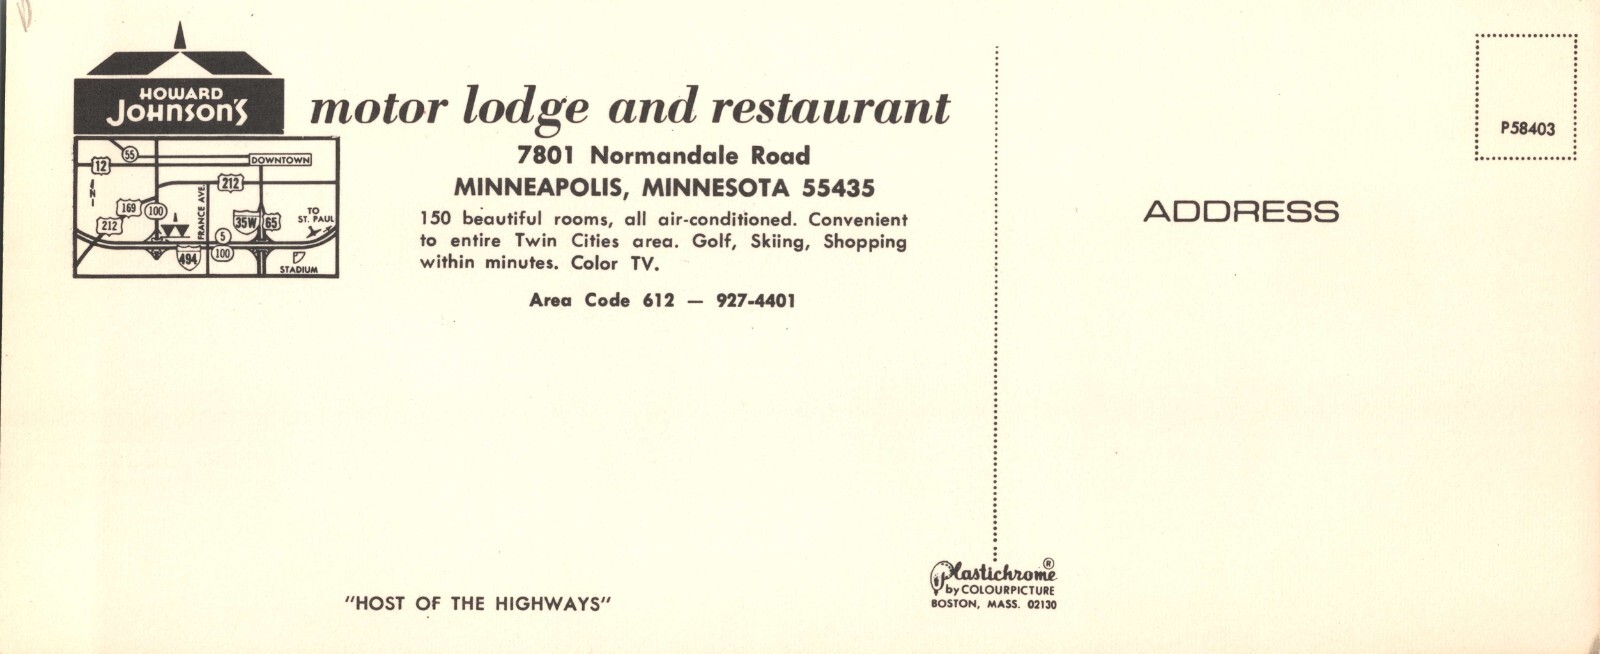 HOWARD
JOHNSON'S
motor lodge and restaurant
7801 Normandale Road
MINNEAPOLIS, MINNESOTA 55435
150 beautiful rooms, all air-conditioned. Convenient
to entire Twin Cities area. Golf, Skiing, Shopping
within minutes. Color TV.
Area Code 612 — 927-4401
55
DOWNTOWN
12
N
212
169
100
FRANCE AVE.
35W
65
TO
ST. PAUL
212
5
494
100
STADIUM
"HOST OF THE HIGHWAYS"
Plastichrome®
by COLOURPICTURE
BOSTON, MASS. 02130
P58403
ADDRESS